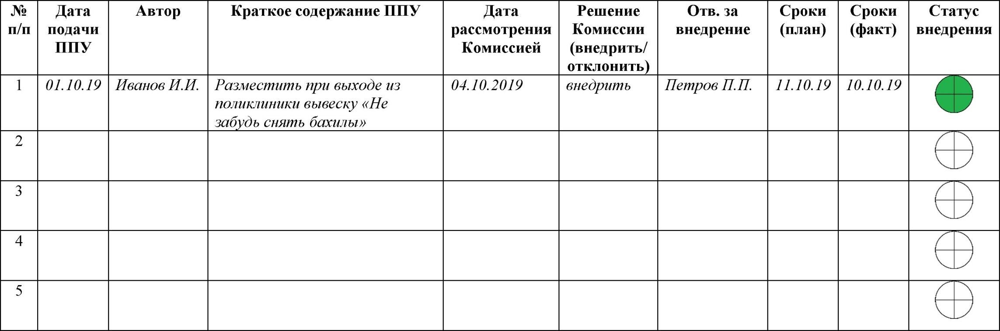 № п/п
Дата подачи ППУ
Автор
Краткое содержание ППУ
Дата рассмотрения Комиссией
Решение Комиссии (внедрить/ отклонить)
Отв. за внедрение
Сроки (план)
Сроки (факт)
Статус внедрения
1
01.10.19
Иванов И.И.
Разместить при выходе из
поликлиники вывеску «Не
забудь снять бахилы»
04.10.2019
внедрить
Петров П.П.
11.10.19
10.10.19
2
3
4
5